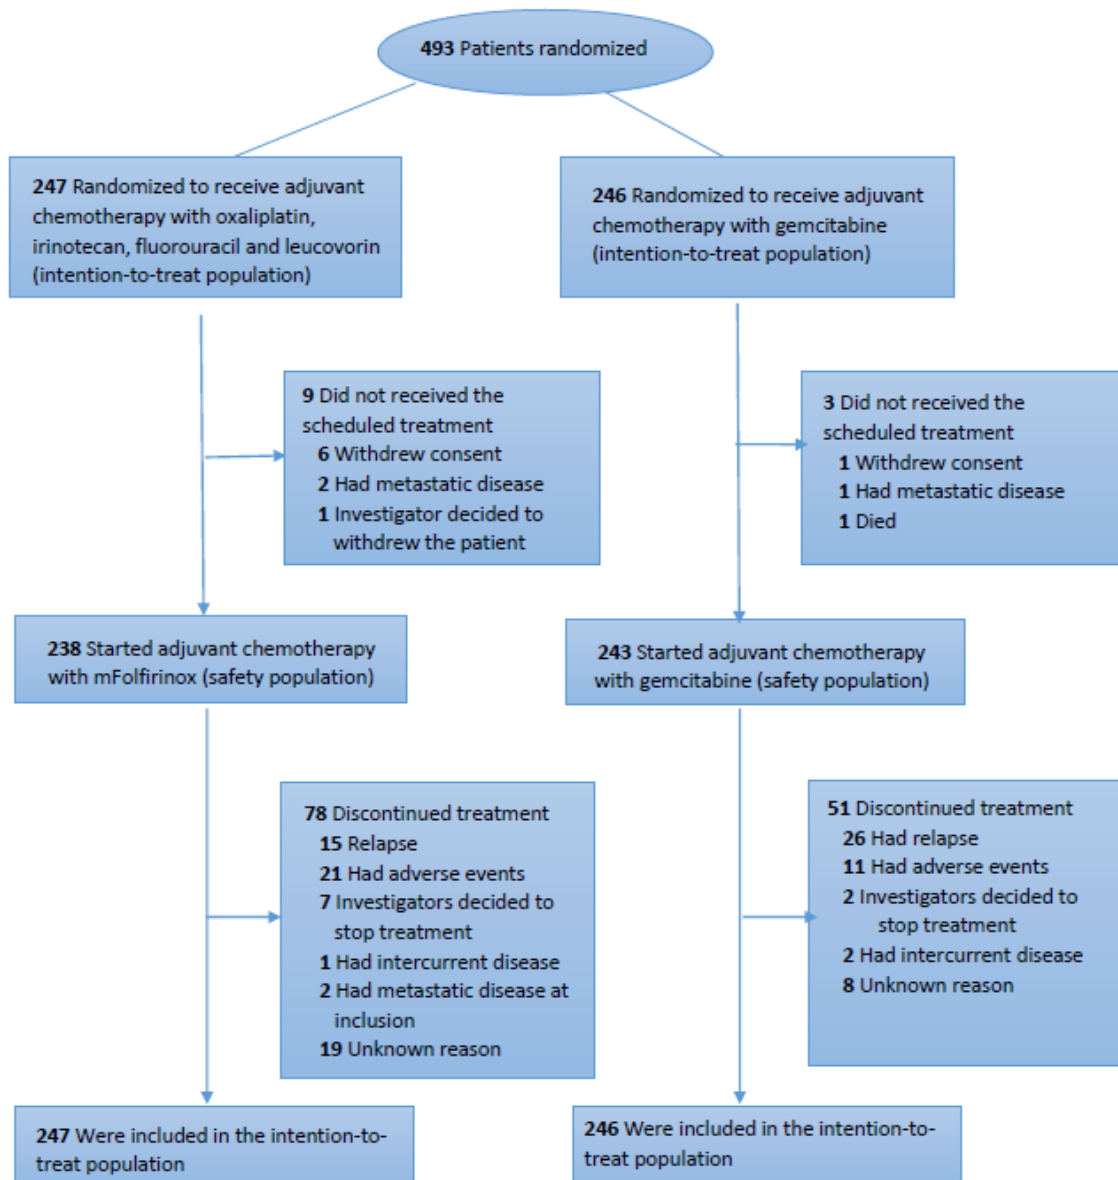 493 Patients randomized
247 Randomized to receive adjuvant
chemotherapy with oxaliplatin,
irinotecan, fluorouracil and leucovorin
(intention-to-treat population)
246 Randomized to receive adjuvant
chemotherapy with gemcitabine
(intention-to-treat population)
9 Did not received the
scheduled treatment
6 Withdrew consent
2 Had metastatic disease
1 Investigator decided to
withdrew the patient
3 Did not received the
scheduled treatment
1 Withdrew consent
1 Had metastatic disease
1 Died
238 Started adjuvant chemotherapy
with mFolfirinox (safety population)
243 Started adjuvant chemotherapy
with gemcitabine (safety population)
78 Discontinued treatment
15 Relapse
21 Had adverse events
7 Investigators decided to
stop treatment
1 Had intercurrent disease
2 Had metastatic disease at
inclusion
19 Unknown reason
51 Discontinued treatment
26 Had relapse
11 Had adverse events
2 Investigators decided to
stop treatment
2 Had intercurrent disease
8 Unknown reason
247 Were included in the intention-to-
treat population
246 Were included in the intention-to-
treat population